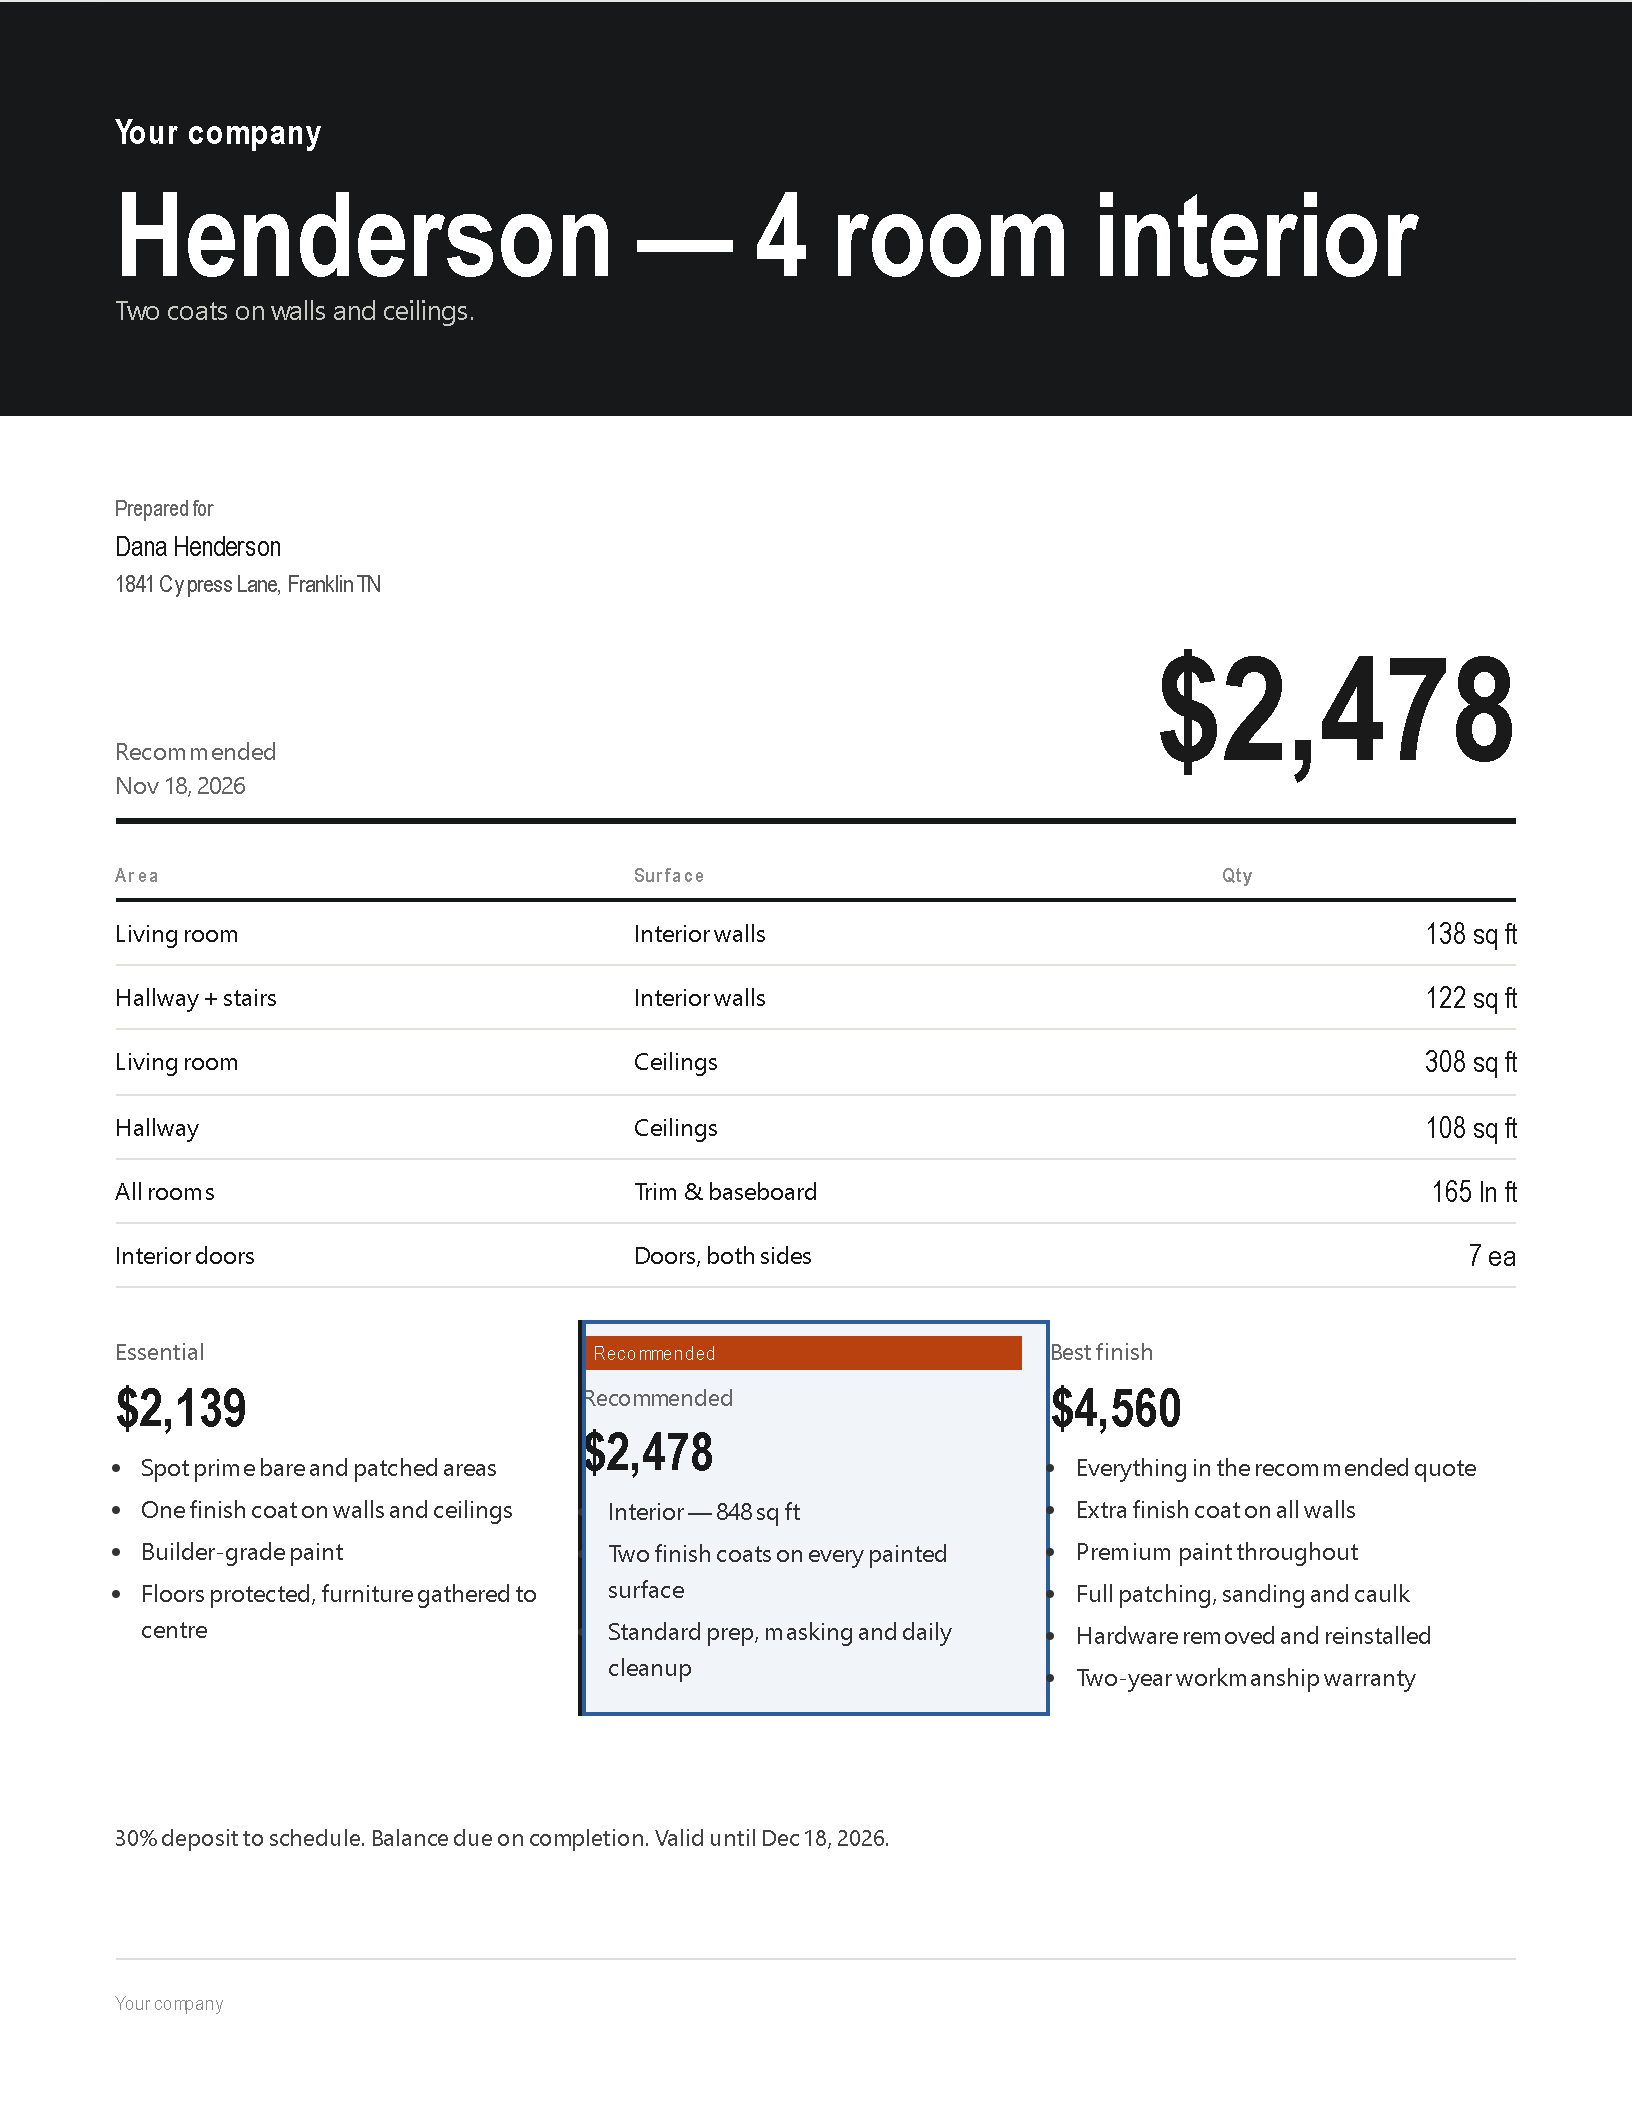 Your company
Henderson — 4 room interior
Two coats on walls and ceilings.
Prepared for
Dana Henderson
1841 Cypress Lane, Franklin TN
$2,478
Recommended
Nov 18, 2026
Area Surface Qty
Living room Interior walls 138 sq ft
Hallway + stairs Interior walls 122 sq ft
Living room Ceilings 308 sq ft
Hallway Ceilings 108 sq ft
All rooms Trim & baseboard 165 ln ft
Interior doors Doors, both sides 7 ea
Essential
$2,139
• Spot prime bare and patched areas
• One finish coat on walls and ceilings
• Builder-grade paint
• Floors protected, furniture gathered to
centre
Recommended
Recommended
$2,478
Interior — 848 sq ft
Two finish coats on every painted
surface
Standard prep, masking and daily
cleanup
Best finish
$4,560
• Everything in the recommended quote
• Extra finish coat on all walls
• Premium paint throughout
• Full patching, sanding and caulk
• Hardware removed and reinstalled
• Two-year workmanship warranty
30% deposit to schedule. Balance due on completion. Valid until Dec 18, 2026.
Your company